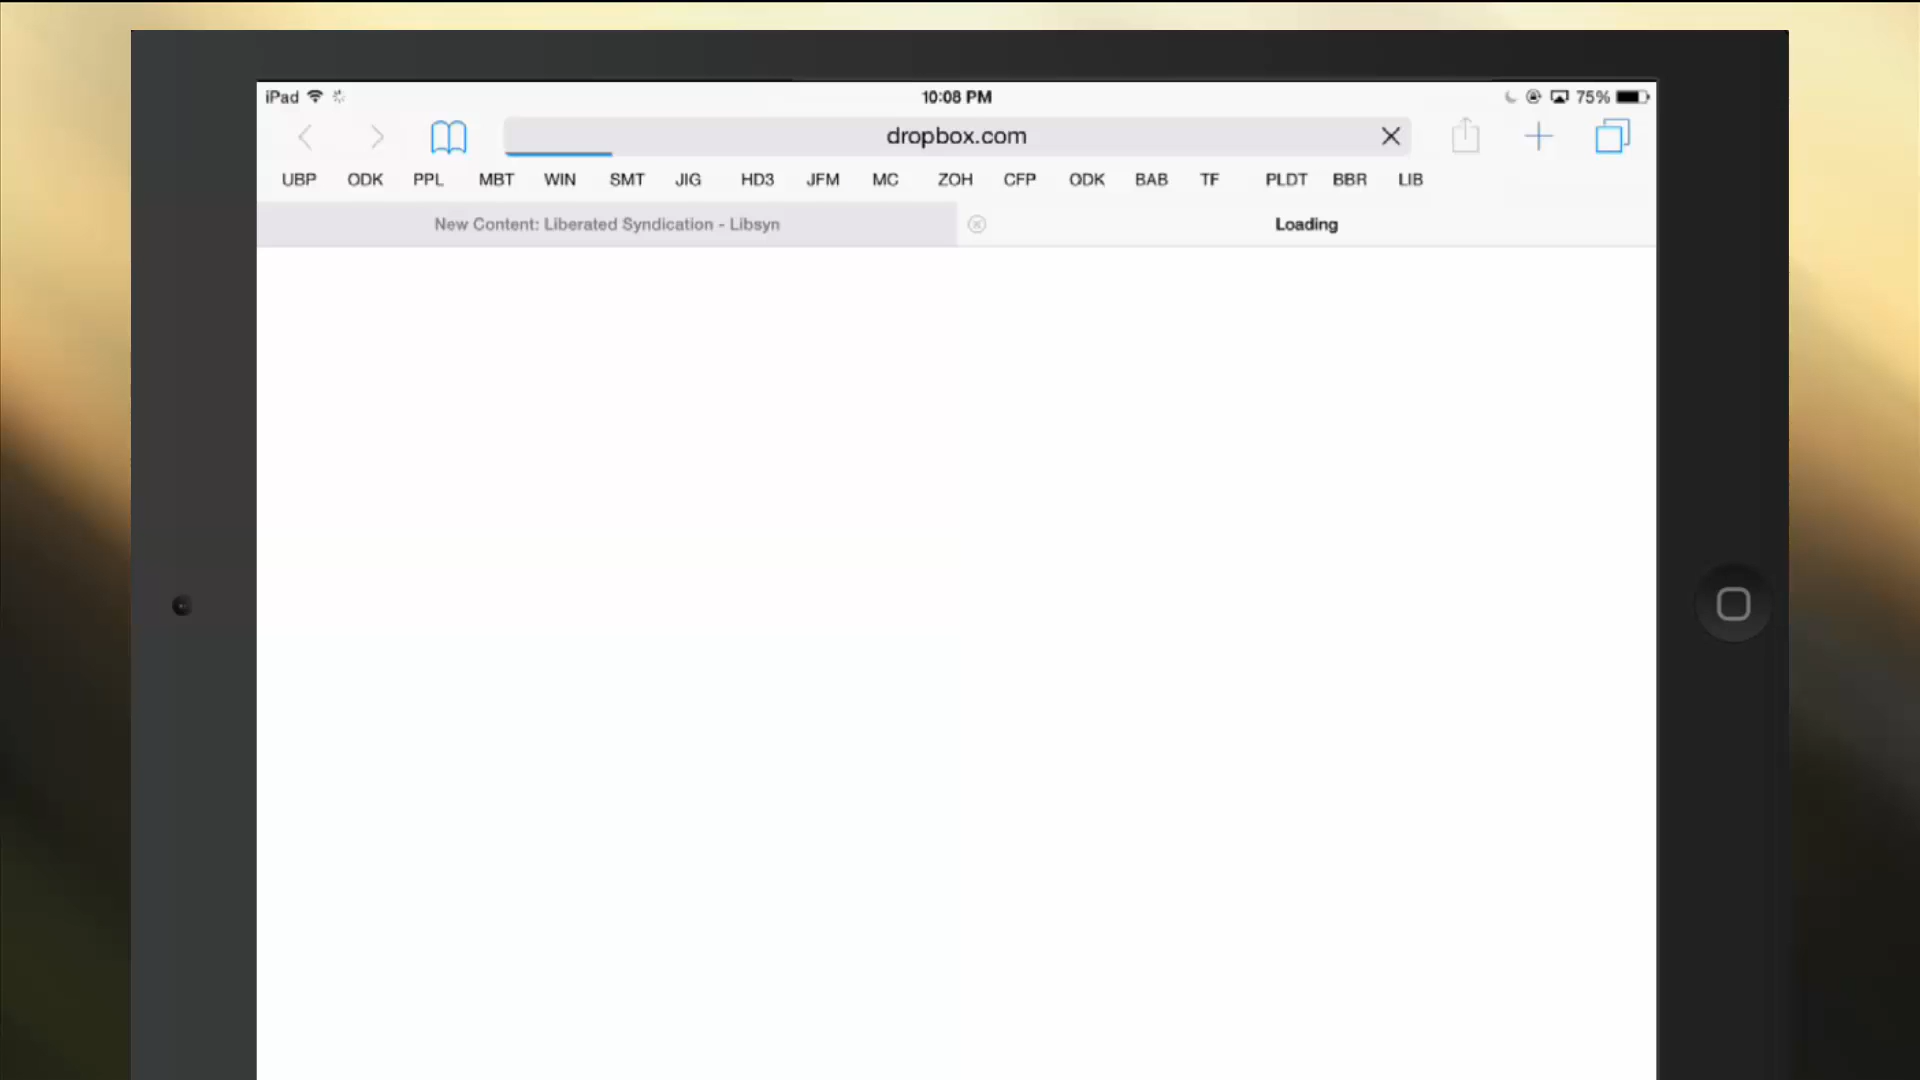 iPad 10:08 PM 75%
dropbox.com
UBP ODK PPL MBT WIN SMT JIG HD3 JFM MC ZOH CFP ODK BAB TF PLDT BBR LIB
New Content: Liberated Syndication - Libsyn Loading